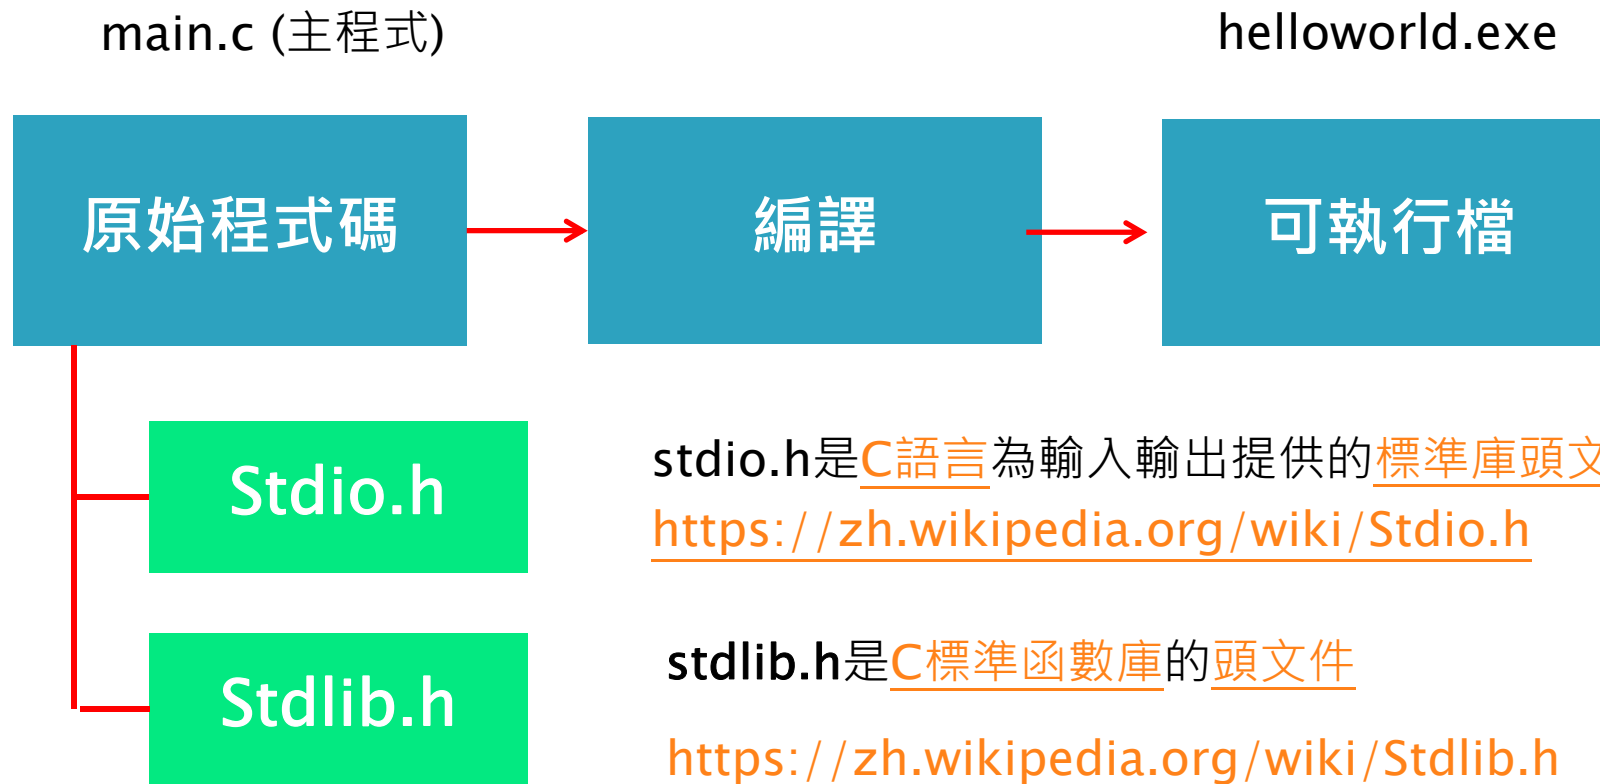 main.c (主程式)
helloworld.exe
原始程式碼
編譯
可執行檔
Stdio.h
stdio.h是C語言為輸入輸出提供的標準庫頭文
https://zh.wikipedia.org/wiki/Stdio.h
Stdlib.h
stdlib.h是C標準函數庫的頭文件
https://zh.wikipedia.org/wiki/Stdlib.h